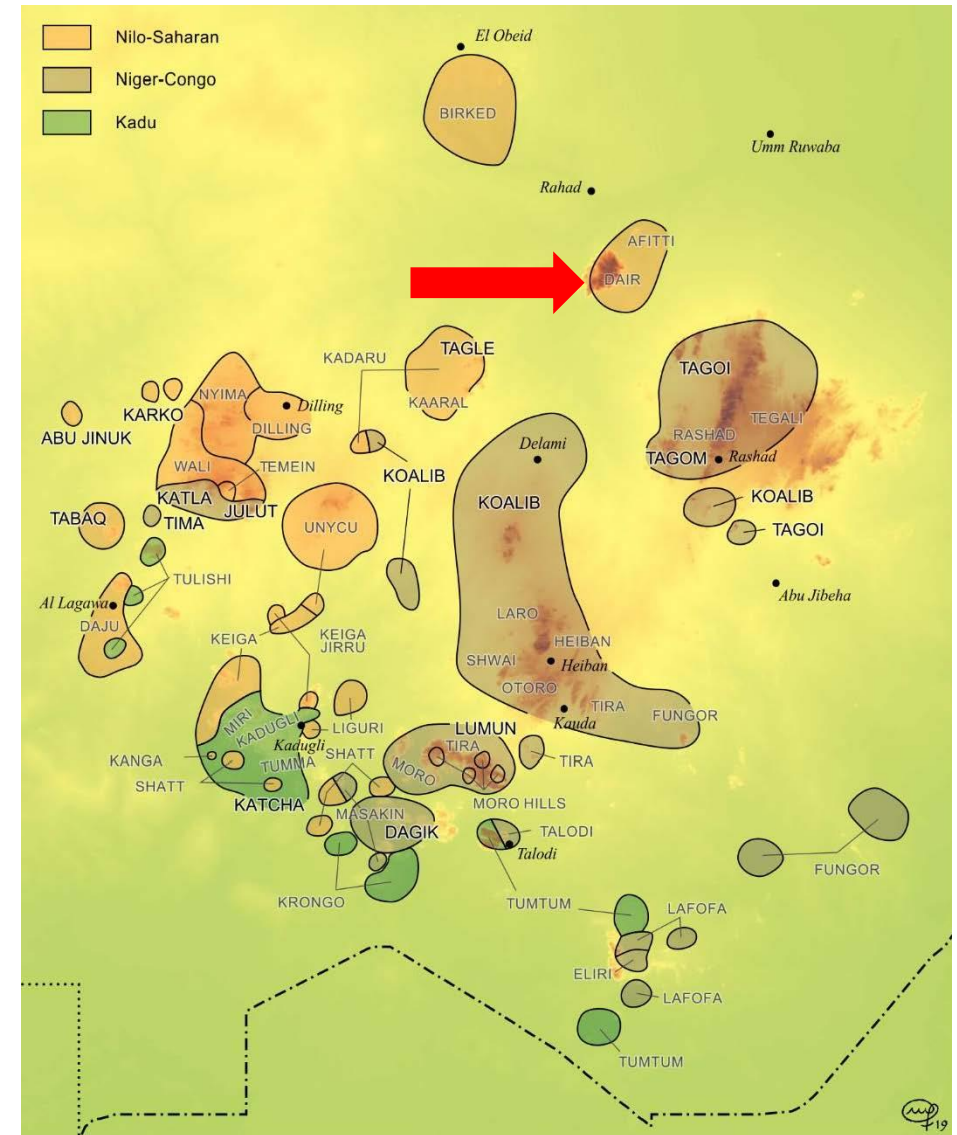 Nilo-Saharan
Niger-Congo
Kadu
El Obeid
BIRKED
Umm Ruwaba
Rahad
AFITTI
DAIR
KADARU
TAGLE
KAARAL
TAGOI
TEGALI
RASHAD
TAGOM
Rashad
NYIMA
KARKO
ABU JINUK
Dilling
DILLING
WALI
TEMEIN
KATLA
JULUT
TABAQ
TIMA
UNYCU
KOALIB
Delami
KOALIB
KOALIB
TAGOI
TULISHI
Al Lagawa
DAJU
KEIGA
KEIGA
JIRRU
Abu Jibeha
LARO
HEIBAN
SHWAI
Heiban
OTORO
TIRA
Kauda
FUNGOR
MIRI
KADUGLI
Kadugli
LIGURI
KANGA
SHATT
TUMMA
SHATT
KATCHA
LUMUN
TIRA
MORO
TIRA
MORO HILLS
MASAKIN
DAGIK
TALODI
Talodi
KRONGO
TUMTUM
LAFOFA
FUNGOR
ELIRI
LAFOFA
TUMTUM
19